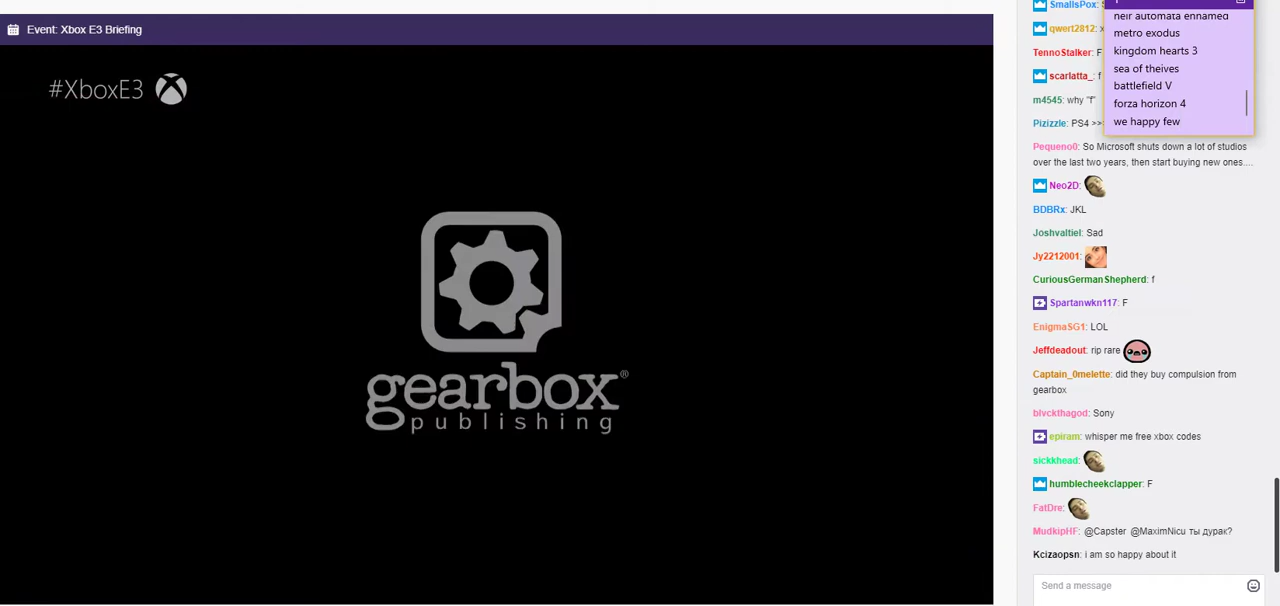 Event: Xbox E3 Briefing
#XboxE3
gearbox®
publishing
SmallsPox:
neir automata ennamed
metro exodus
kingdom hearts 3
sea of theives
battlefield V
forza horizon 4
we happy few
qwert2812:
TennoStalker: F
scarlatta_: f
m4545: why "f"
Pizizzle: PS4 >>
Pequeno0: So Microsoft shuts down a lot of studios
over the last two years, then start buying new ones....
Neo2D:
BDBRx: JKL
Joshvaltiel: Sad
Jy2212001:
CuriousGermanShepherd: f
Spartanwkn117: F
EnigmaSG1: LOL
Jeffdeadout: rip rare
Captain_0melette: did they buy compulsion from
gearbox
blvckthagod: Sony
epiram: whisper me free xbox codes
sickkhead:
humblecheekclapper: F
FatDre:
MudkipHF: @Capster @MaximNicu ты дурак?
Kcizaopsn: i am so happy about it
Send a message